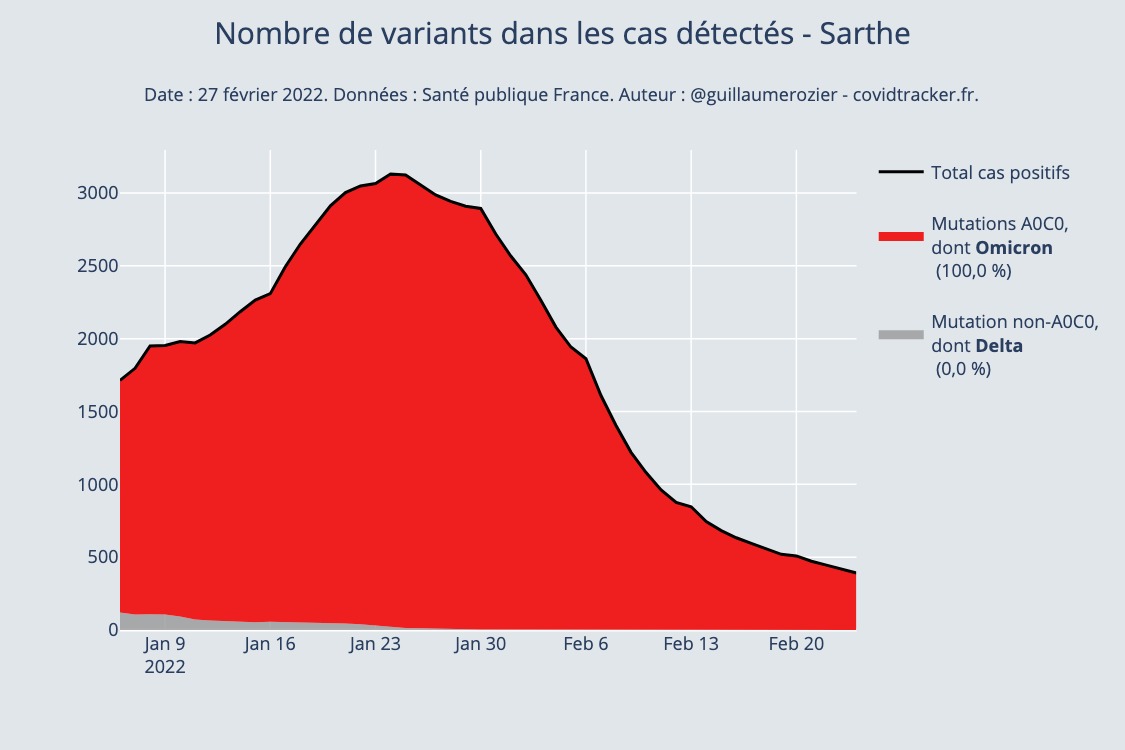 Nombre de variants dans les cas détectés - Sarthe
Date : 27 février 2022. Données : Santé publique France. Auteur : @guillaumerozier - covidtracker.fr.
3000
2500
2000
1500
1000
500
0
Jan 9
2022
Jan 16
Jan 23
Jan 30
Feb 6
Feb 13
Feb 20
Total cas positifs
Mutations A0C0,
dont Omicron
(100,0 %)
Mutation non-A0C0,
dont Delta
(0,0 %)